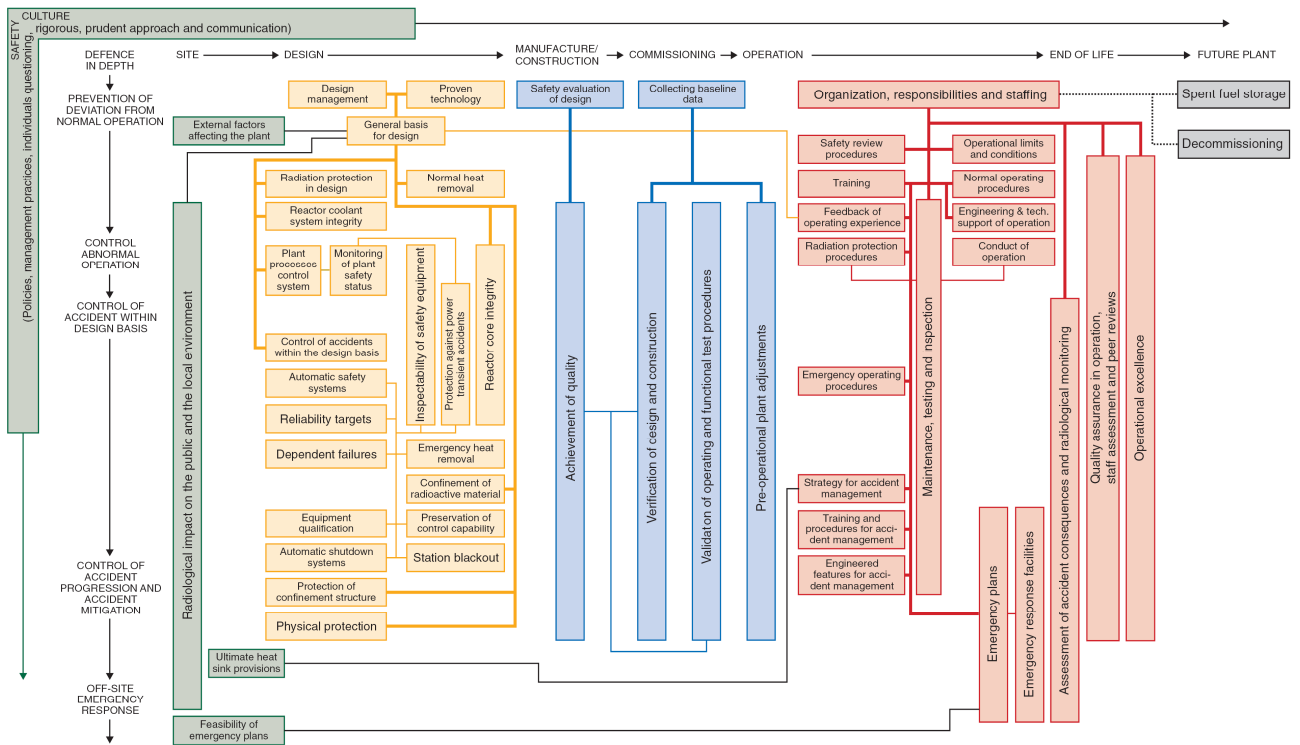 SAFETY CULTURE
(Policies, management practices, individuals questioning,
rigorous, prudent approach and communication)
DEFENCE
IN DEPTH
SITE
DESIGN
MANUFACTURE/
CONSTRUCTION
COMMISSIONING
OPERATION
END OF LIFE
FUTURE PLANT
PREVENTION OF
DEVIATION FROM
NORMAL OPERATION
CONTROL
ABNORMAL
OPERATION
CONTROL OF
ACCIDENT WITHIN
DESIGN BASIS
CONTROL OF
ACCIDENT
PROGRESSION AND
ACCIDENT
MITIGATION
OFF-SITE
EMERGENCY
RESPONSE
External factors
affecting the plant
Radiological impact on the public and the local environment
Ultimate heat
sink provisions
Feasibility of
emergency plans
Design
management
Proven
technology
General basis
for design
Radiation protection
in design
Normal heat
removal
Reactor coolant
system integrity
Plant
processes
control
system
Monitoring
of plant
safety
status
Inspectability of safety equipment
Protection against power
transient accidents
Reactor core integrity
Control of accidents
within the design basis
Automatic safety
systems
Reliability targets
Dependent failures
Emergency heat
removal
Confinement of
radioactive material
Equipment
qualification
Preservation of
control capability
Automatic shutdown
systems
Station blackout
Protection of
confinement structure
Physical protection
Safety evaluation
of design
Collecting baseline
data
Achievement of quality
Verification of design and construction
Validation of operating and functional test procedures
Pre-operational plant adjustments
Organization, responsibilities and staffing
Safety review
procedures
Operational limits
and conditions
Training
Normal operating
procedures
Feedback of
operating experience
Engineering & tech.
support of operation
Radiation protection
procedures
Conduct of
operation
Maintenance, testing and inspection
Emergency operating
procedures
Strategy for accident
management
Training and
procedures for acci-
dent management
Engineered
features for acci-
dent management
Emergency plans
Emergency response facilities
Assessment of accident consequences and radiological monitoring
Quality assurance in operation,
staff assessment and peer reviews
Operational excellence
Spent fuel storage
Decommissioning